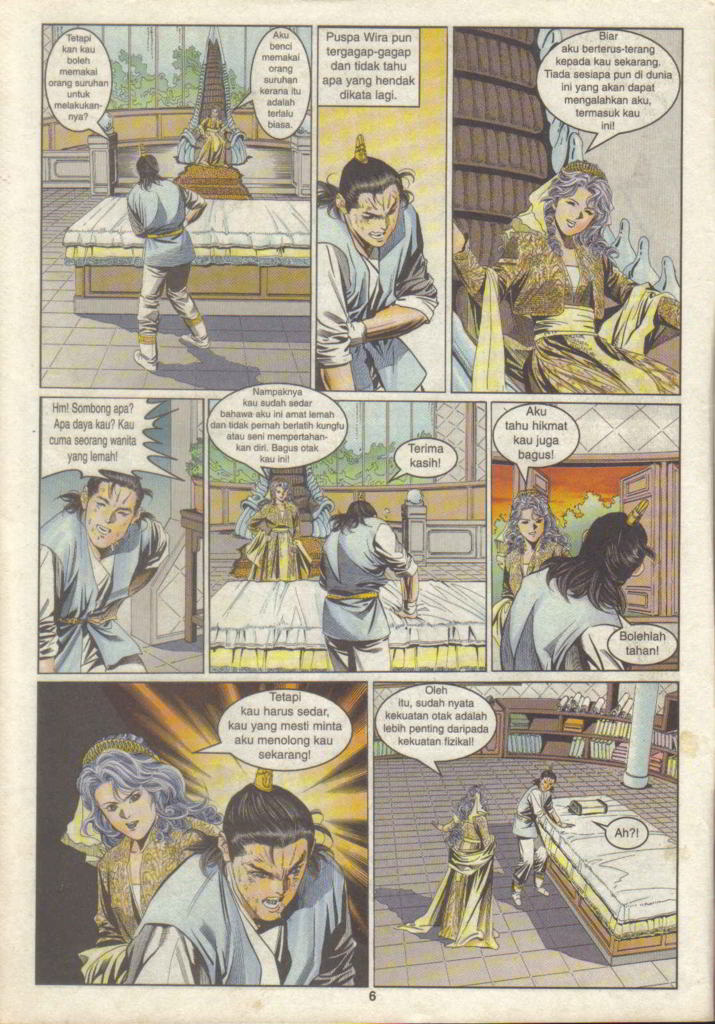 Tetapi
kan kau
boleh
memakai
orang suruhan
untuk
melakukan-
nya?
Aku
benci
memakai
orang
suruhan
kerana itu
adalah
terlalu
biasa.
Puspa Wira pun
tergagap-gagap
dan tidak tahu
apa yang hendak
dikata lagi.
Biar
aku berterus-terang
kepada kau sekarang.
Tiada sesiapa pun di dunia
ini yang akan dapat
mengalahkan aku,
termasuk kau
ini!
Hm! Sombong apa?
Apa daya kau? Kau
cuma seorang wanita
yang lemah!
Nampaknya
kau sudah sedar
bahawa aku ini amat lemah
dan tidak pernah berlatih kungfu
atau seni mempertahan-
kan diri. Bagus otak
kau ini!
Terima
kasih!
Aku
tahu hikmat
kau juga
bagus!
Bolehlah
tahan!
Tetapi
kau harus sedar,
kau yang mesti minta
aku menolong kau
sekarang!
Oleh
itu, sudah nyata
kekuatan otak adalah
lebih penting daripada
kekuatan fizikal!
Ah?!
6